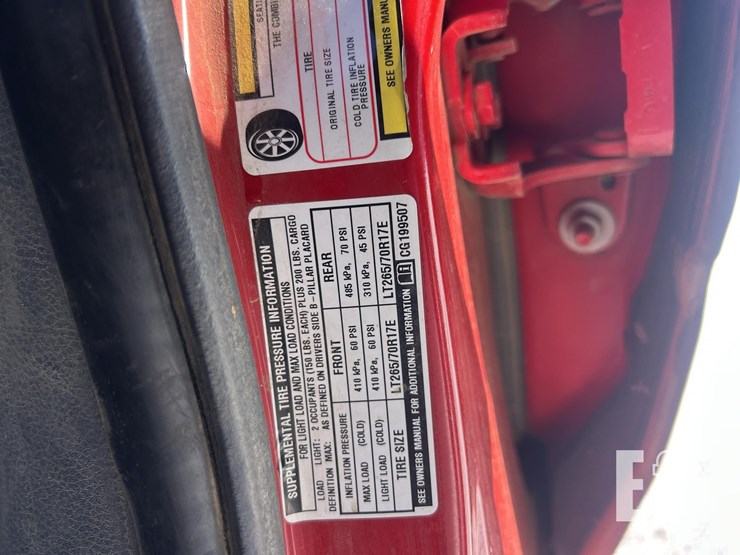 SEATI
THE COMBIN
TIRE
ORIGINAL TIRE SIZE
COLD TIRE INFLATION
PRESSURE
SEE OWNERS MANU
SUPPLEMENTAL TIRE PRESSURE INFORMATION
FOR LIGHT LOAD AND MAX LOAD CONDITIONS
LOAD LIGHT: 2 OCCUPANTS (150 LBS. EACH) PLUS 200 LBS. CARGO
DEFINITION MAX: AS DEFINED ON DRIVERS SIDE B-PILLAR PLACARD
INFLATION PRESSURE FRONT REAR
MAX LOAD (COLD) 410 kPa, 60 PSI 485 kPa, 70 PSI
LIGHT LOAD (COLD) 410 kPa, 60 PSI 310 kPa, 45 PSI
TIRE SIZE LT265/70R17E LT265/70R17E
SEE OWNERS MANUAL FOR ADDITIONAL INFORMATION CG199507
E